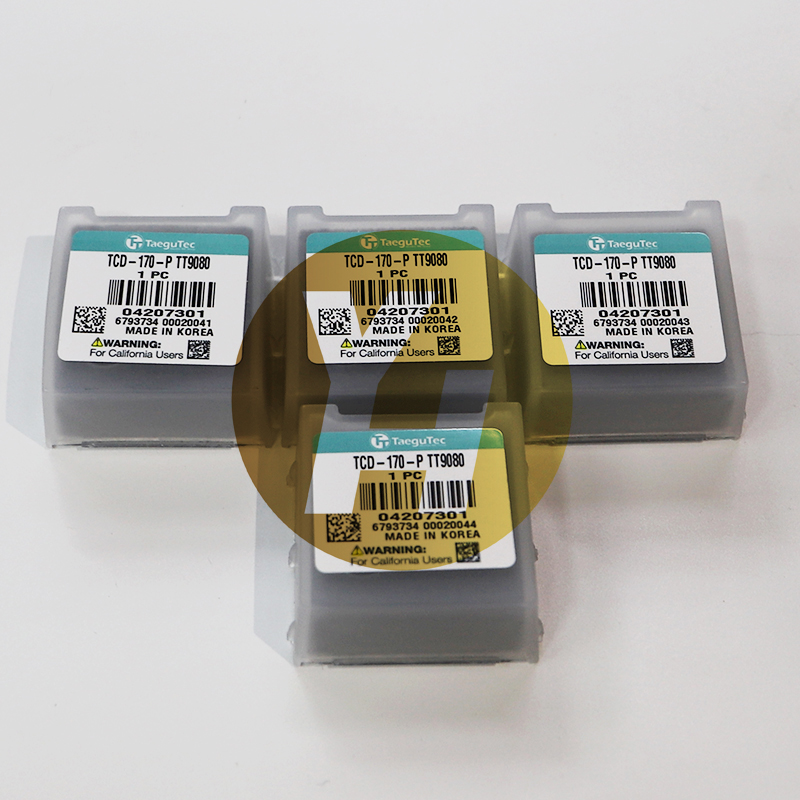 TaeguTec
TCD-170-P TT9080
1 PC
04207301
6793734 00020041
MADE IN KOREA
WARNING:
For California Users
TaeguTec
TCD-170-P TT9080
1 PC
04207301
6793734 00020042
MADE IN KOREA
WARNING:
For California Users
TaeguTec
TCD-170-P TT9080
1 PC
04207301
6793734 00020043
MADE IN KOREA
WARNING:
For California Users
TaeguTec
TCD-170-P TT9080
1 PC
04207301
6793734 00020044
MADE IN KOREA
WARNING:
For California Users